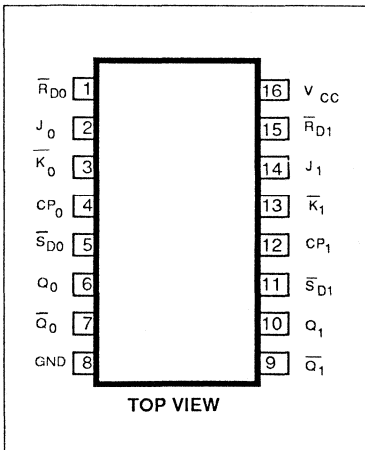 R̅D0 1 16 VCC
J0 2 15 R̅D1
K̅0 3 14 J1
CP0 4 13 K̅1
S̅D0 5 12 CP1
Q0 6 11 S̅D1
Q̅0 7 10 Q1
GND 8 9 Q̅1
TOP VIEW